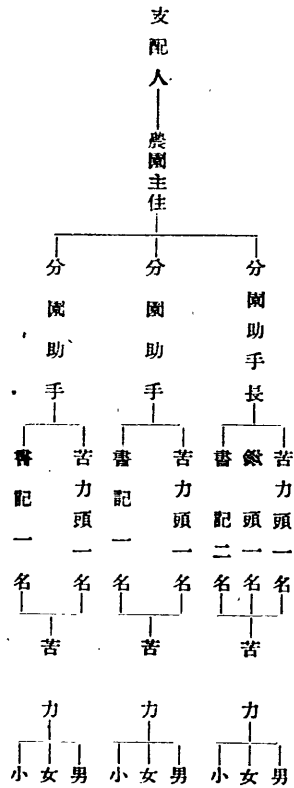 支配人
農園主任
分園助手長
分園助手
分園助手
苦力頭一名
鍬頭一名
書記二名
苦力頭一名
書記一名
苦力頭一名
書記一名
苦力
苦力
苦力
男
女
小
男
女
小
男
女
小